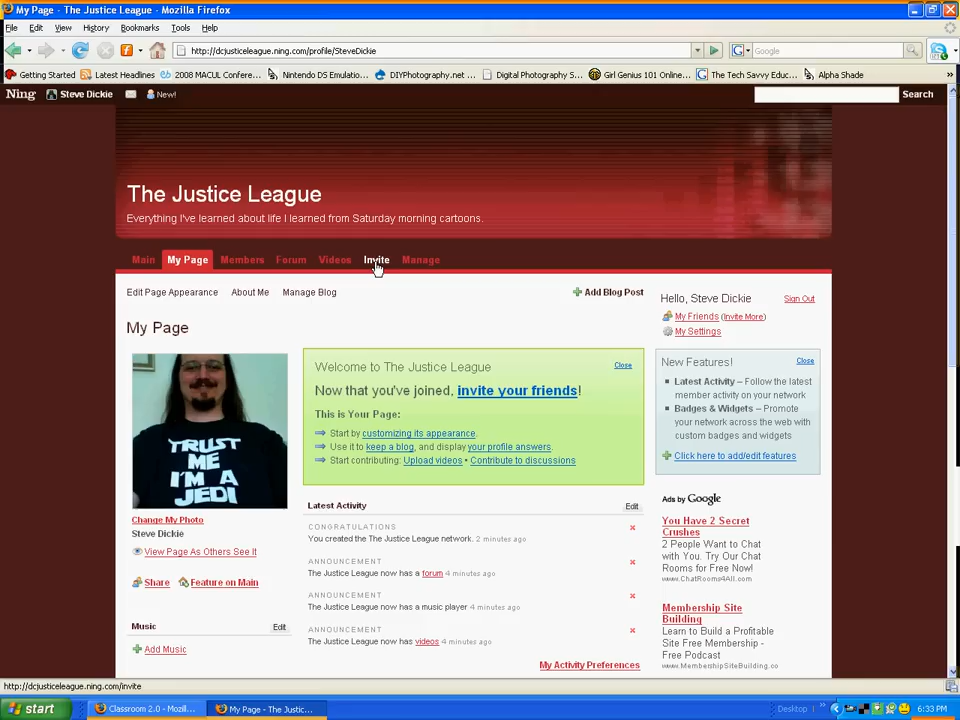 My Page - The Justice League - Mozilla Firefox
File Edit View History Bookmarks Tools Help
http://dcjusticeleague.ning.com/profile/SteveDickie
Google
Getting Started Latest Headlines 2008 MACUL Confere... Nintendo DS Emulatio... DIYPhotography.net ... Digital Photography S... Girl Genius 101 Online... The Tech Savvy Educ... Alpha Shade »
Ning Steve Dickie New! Search
The Justice League
Everything I've learned about life I learned from Saturday morning cartoons.
Main My Page Members Forum Videos Invite Manage
Edit Page Appearance About Me Manage Blog Add Blog Post
Hello, Steve Dickie Sign Out
My Friends (Invite More)
My Settings
My Page
TRUST
ME
I'M A
JEDI
Change My Photo
Steve Dickie
View Page As Others See It
Share Feature on Main
Music Edit
Add Music
Welcome to The Justice League Close
Now that you've joined, invite your friends!
This is Your Page:
Start by customizing its appearance.
Use it to keep a blog, and display your profile answers.
Start contributing: Upload videos • Contribute to discussions
Latest Activity Edit
CONGRATULATIONS
You created the The Justice League network. 2 minutes ago
ANNOUNCEMENT
The Justice League now has a forum 4 minutes ago
ANNOUNCEMENT
The Justice League now has a music player 4 minutes ago
ANNOUNCEMENT
The Justice League now has videos 4 minutes ago
My Activity Preferences
New Features! Close
Latest Activity – Follow the latest
member activity on your network
Badges & Widgets – Promote
your network across the web with
custom badges and widgets
Click here to add/edit features
Ads by Google
You Have 2 Secret
Crushes
2 People Want to Chat
with You. Try Our Chat
Rooms for Free Now!
www.ChatRooms4All.com
Membership Site
Building
Learn to Build a Profitable
Site Free Membership -
Free Podcast
www.MembershipSiteBuilding.co
http://dcjusticeleague.ning.com/invite
start Classroom 2.0 - Mozill... My Page - The Justic... Desktop » 6:33 PM